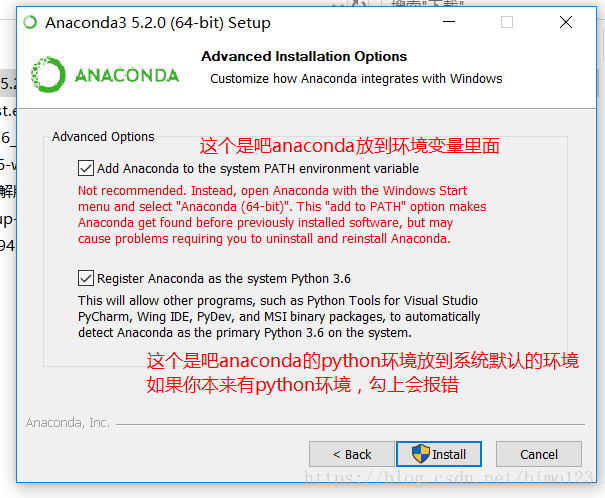 搜索"下载"
Anaconda3 5.2.0 (64-bit) Setup
Advanced Installation Options
Customize how Anaconda integrates with Windows
ANACONDA
Advanced Options
这个是吧anaconda放到环境变量里面
Add Anaconda to the system PATH environment variable
Not recommended. Instead, open Anaconda with the Windows Start
menu and select "Anaconda (64-bit)". This "add to PATH" option makes
Anaconda get found before previously installed software, but may
cause problems requiring you to uninstall and reinstall Anaconda.
Register Anaconda as the system Python 3.6
This will allow other programs, such as Python Tools for Visual Studio
PyCharm, Wing IDE, PyDev, and MSI binary packages, to automatically
detect Anaconda as the primary Python 3.6 on the system.
这个是吧anaconda的python环境放到系统默认的环境
如果你本来有python环境，勾上会报错
Anaconda, Inc.
< Back
Install
Cancel
https://blog.csdn.net/himo123